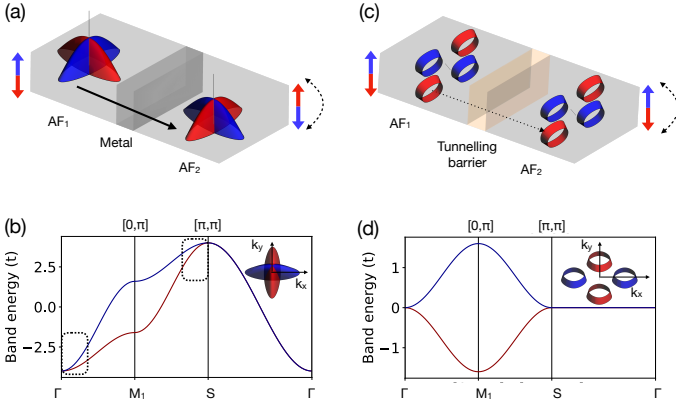 (a)
AF₁
Metal
AF₂
(c)
AF₁
Tunnelling
barrier
AF₂
(b)
[0,π]
[π,π]
Band energy (t)
2.5
0
−2.5
k_y
k_x
Γ
M₁
S
Γ
(d)
[0,π]
[π,π]
Band energy (t)
1
0
−1
k_y
k_x
Γ
M₁
S
Γ